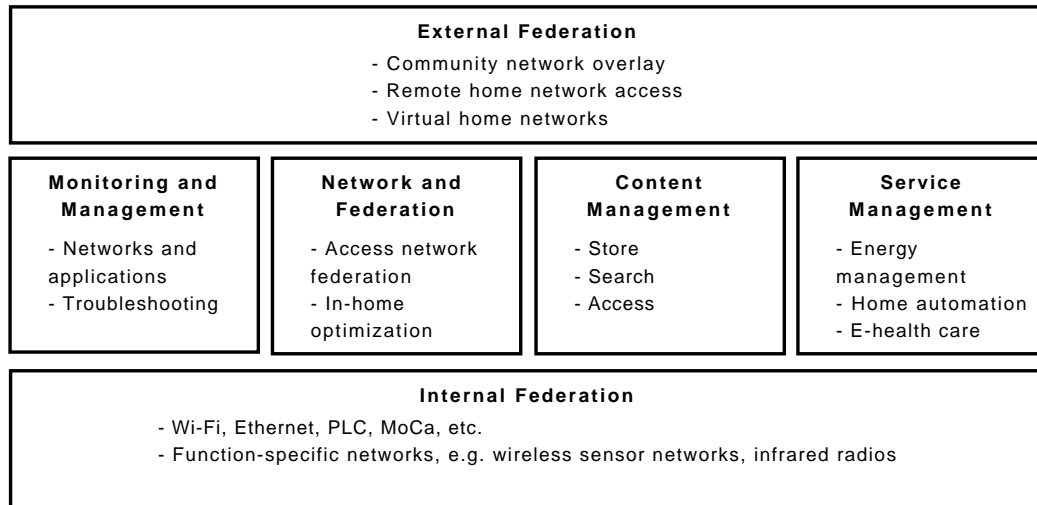 External Federation
- Community network overlay
- Remote home network access
- Virtual home networks
Monitoring and
Management
- Networks and
applications
- Troubleshooting
Network and
Federation
- Access network
federation
- In-home
optimization
Content
Management
- Store
- Search
- Access
Service
Management
- Energy
management
- Home automation
- E-health care
Internal Federation
- Wi-Fi, Ethernet, PLC, MoCa, etc.
- Function-specific networks, e.g. wireless sensor networks, infrared radios